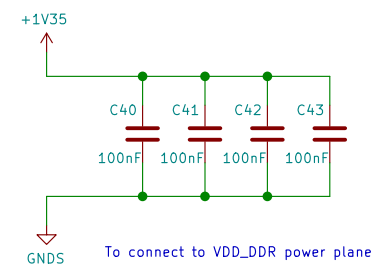 +1V35
C40 C41 C42 C43
100nF 100nF 100nF 100nF
GNDS
To connect to VDD_DDR power plane